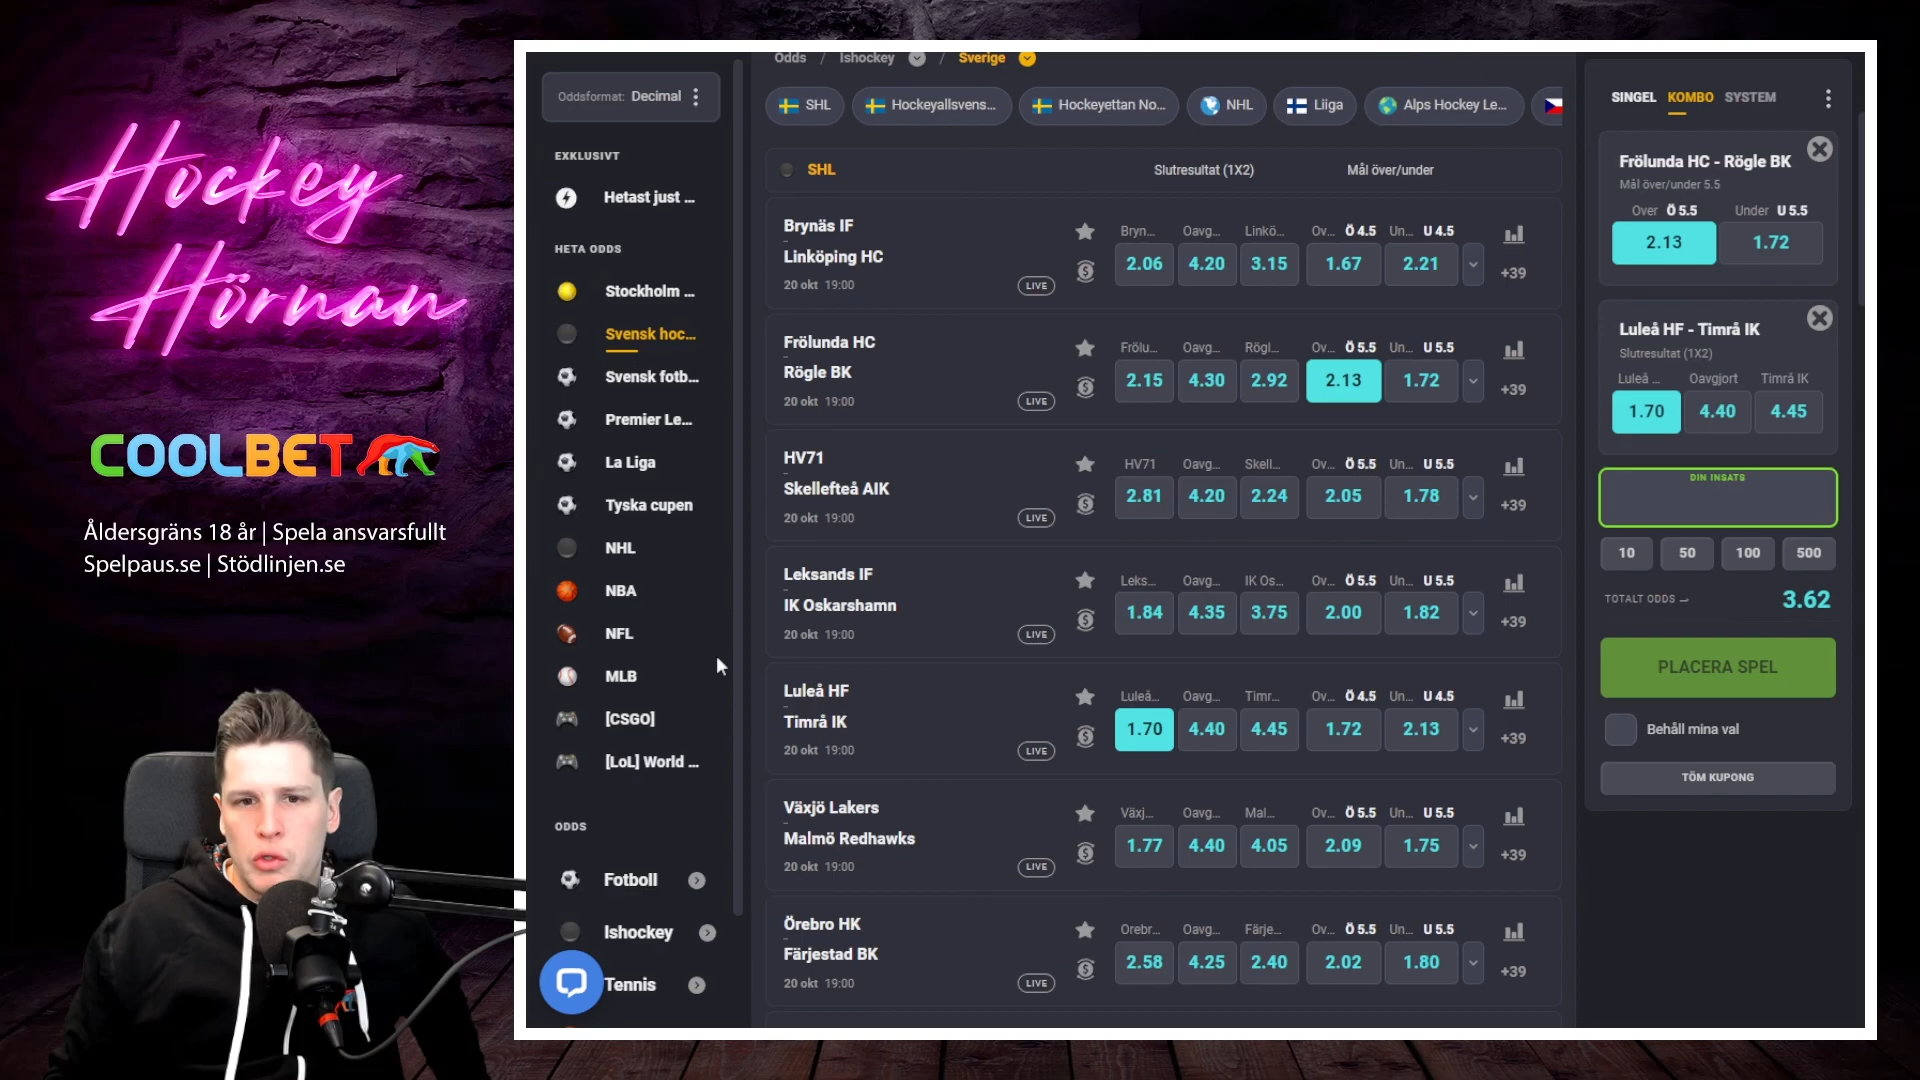 Hockey
Hörnan
COOLBET
Åldersgräns 18 år | Spela ansvarsfullt
Spelpaus.se | Stödlinjen.se
Oddsformat: Decimal
EXKLUSIVT
Hetast just ...
HETA ODDS
Stockholm ...
Svensk hoc...
Svensk fotb...
Premier Le...
La Liga
Tyska cupen
NHL
NBA
NFL
MLB
[CSGO]
[LoL] World ...
ODDS
Fotboll
Ishockey
Tennis
Odds / Ishockey / Sverige
SHL Hockeyallsvens... Hockeyettan No... NHL Liiga Alps Hockey Le...
SHL Slutresultat (1X2) Mål över/under
Brynäs IF
-
Linköping HC
20 okt 19:00 LIVE
Bryn... Oavg... Linkö... Ov... Ö 4.5 Un... U 4.5
2.06 4.20 3.15 1.67 2.21 +39
Frölunda HC
-
Rögle BK
20 okt 19:00 LIVE
Frölu... Oavg... Rögl... Ov... Ö 5.5 Un... U 5.5
2.15 4.30 2.92 2.13 1.72 +39
HV71
-
Skellefteå AIK
20 okt 19:00 LIVE
HV71 Oavg... Skell... Ov... Ö 5.5 Un... U 5.5
2.81 4.20 2.24 2.05 1.78 +39
Leksands IF
-
IK Oskarshamn
20 okt 19:00 LIVE
Leks... Oavg... IK Os... Ov... Ö 5.5 Un... U 5.5
1.84 4.35 3.75 2.00 1.82 +39
Luleå HF
-
Timrå IK
20 okt 19:00 LIVE
Luleå... Oavg... Timr... Ov... Ö 4.5 Un... U 4.5
1.70 4.40 4.45 1.72 2.13 +39
Växjö Lakers
-
Malmö Redhawks
20 okt 19:00 LIVE
Växj... Oavg... Mal... Ov... Ö 5.5 Un... U 5.5
1.77 4.40 4.05 2.09 1.75 +39
Örebro HK
-
Färjestad BK
20 okt 19:00 LIVE
Örebr... Oavg... Färje... Ov... Ö 5.5 Un... U 5.5
2.58 4.25 2.40 2.02 1.80 +39
SINGEL KOMBO SYSTEM
Frölunda HC - Rögle BK
Mål över/under 5.5
Over Ö 5.5 Under U 5.5
2.13 1.72
Luleå HF - Timrå IK
Slutresultat (1X2)
Luleå ... Oavgjort Timrå IK
1.70 4.40 4.45
DIN INSATS
10 50 100 500
TOTALT ODDS 3.62
PLACERA SPEL
Behåll mina val
TÖM KUPONG